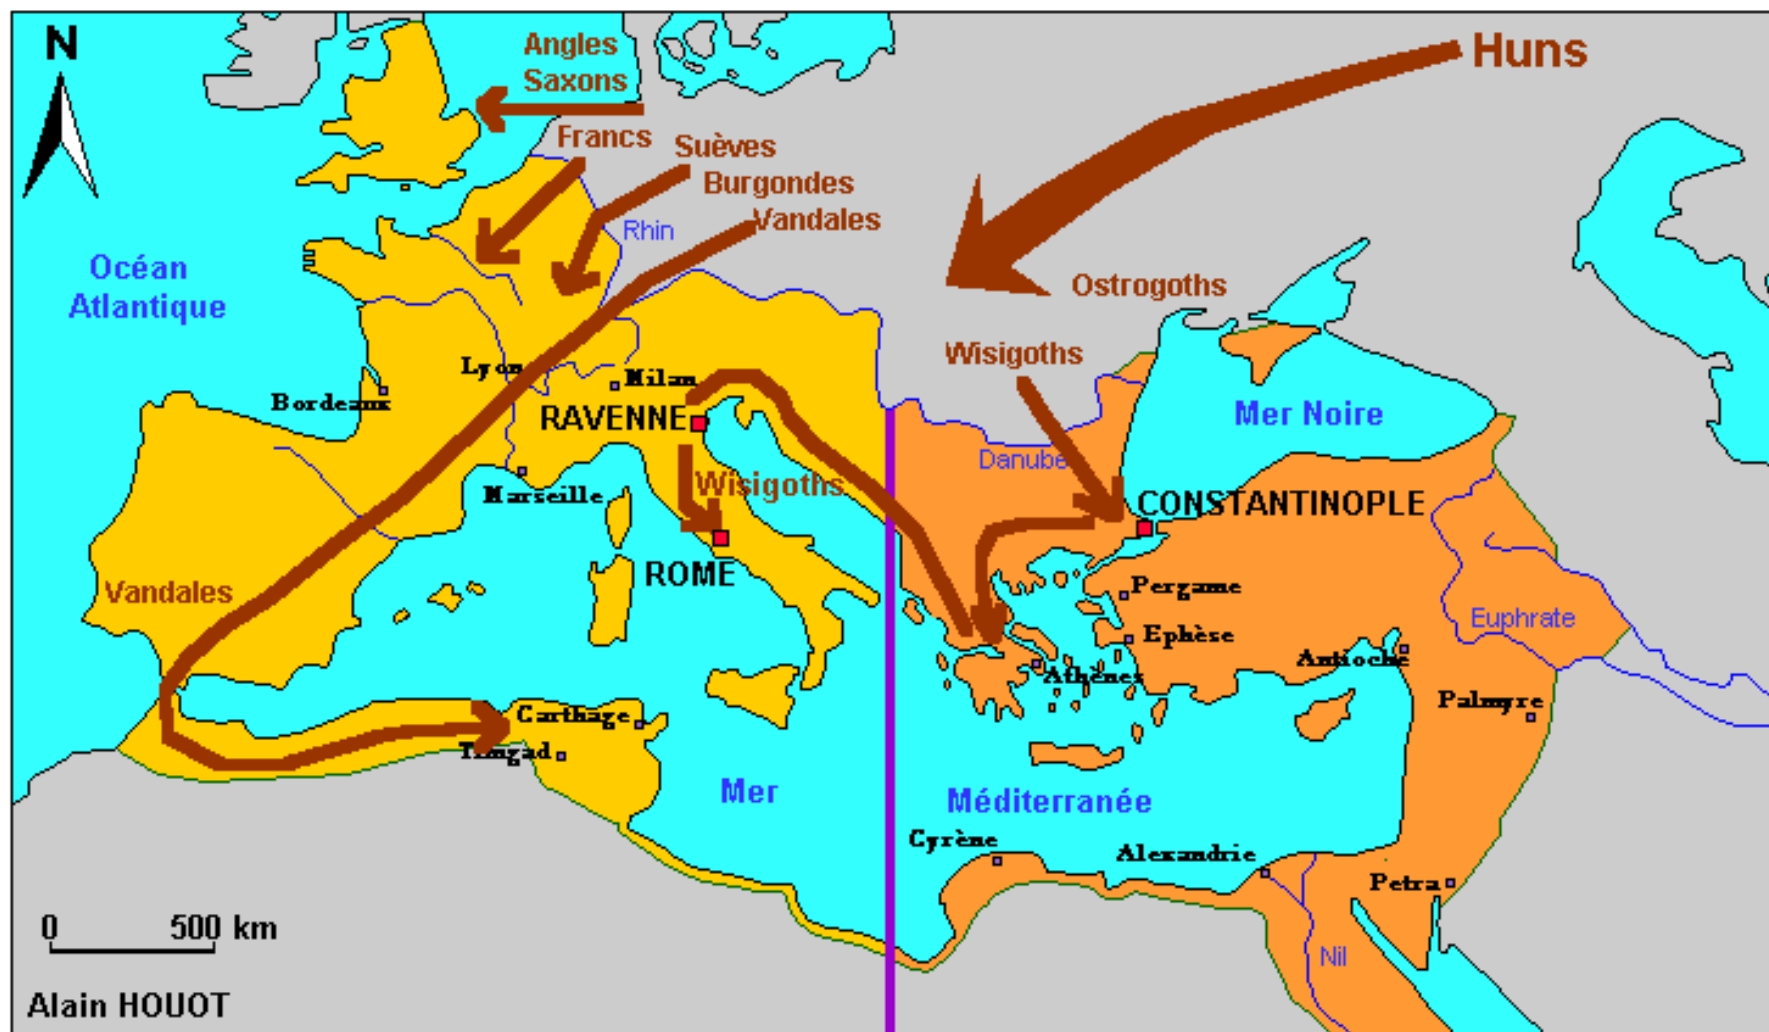 N
Angles
Saxons
Huns
Francs
Suèves
Burgondes
Vandales
Rhin
Océan
Atlantique
Ostrogoths
Wisigoths
Lyon
Milan
Bordeaux
RAVENNE
Mer Noire
Danube
Marseille
Wisigoths
CONSTANTINOPLE
ROME
Vandales
Pergame
Ephèse
Euphrate
Athènes
Antioche
Palmyre
Carthage
Timgad
Mer
Méditerranée
Cyrène
Alexandrie
Petra
0 500 km
Nil
Alain HOUOT